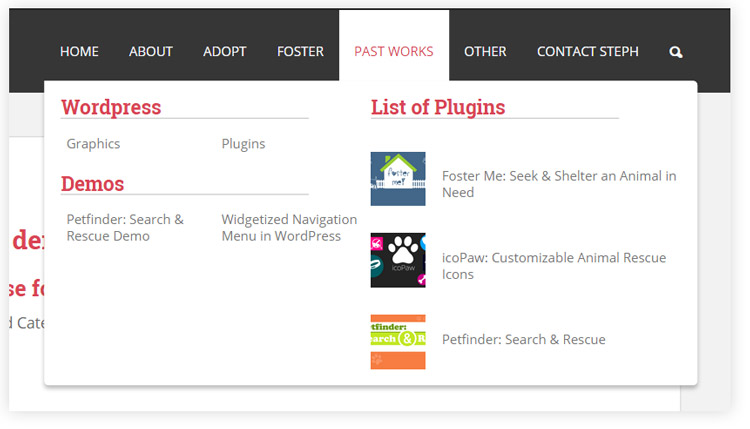 HOME ABOUT ADOPT FOSTER PAST WORKS OTHER CONTACT STEPH
Wordpress
Graphics Plugins
Demos
Petfinder: Search &
Rescue Demo
Widgetized Navigation
Menu in WordPress
List of Plugins
Foster
me!
Foster Me: Seek & Shelter an Animal in
Need
icoPaw
icoPaw: Customizable Animal Rescue
Icons
etfinder:
earch & R
Petfinder: Search & Rescue
de
se fo
d Cate